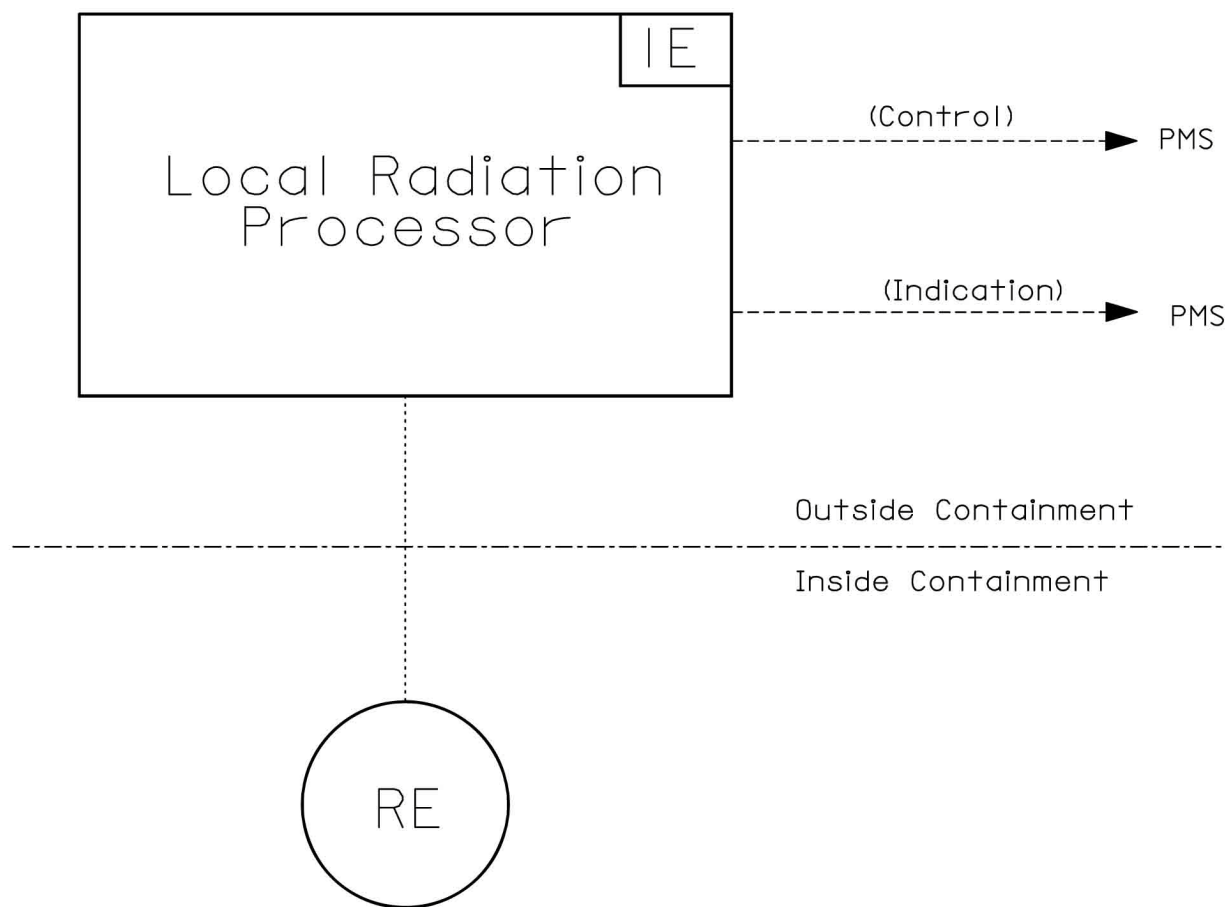 IE
Local Radiation
Processor
(Control)
PMS
(Indication)
PMS
Outside Containment
Inside Containment
RE